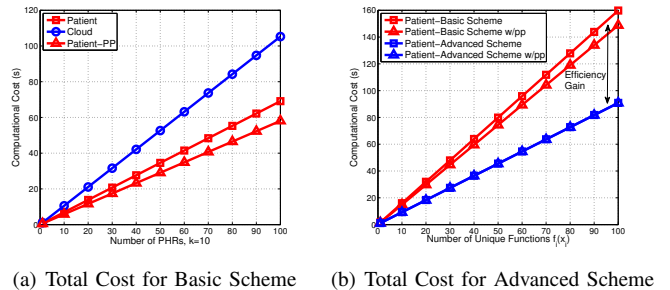 120
100
80
60
40
20
0
Computational Cost (s)
Patient
Cloud
Patient-PP
0 10 20 30 40 50 60 70 80 90 100
Number of PHRs, k=10
(a) Total Cost for Basic Scheme
160
140
120
100
80
60
40
20
0
Computational Cost (s)
Patient-Basic Scheme
Patient-Basic Scheme w/pp
Patient-Advanced Scheme
Patient-Advanced Scheme w/pp
Efficiency
Gain
0 10 20 30 40 50 60 70 80 90 100
Number of Unique Functions f_i(x_t)
(b) Total Cost for Advanced Scheme